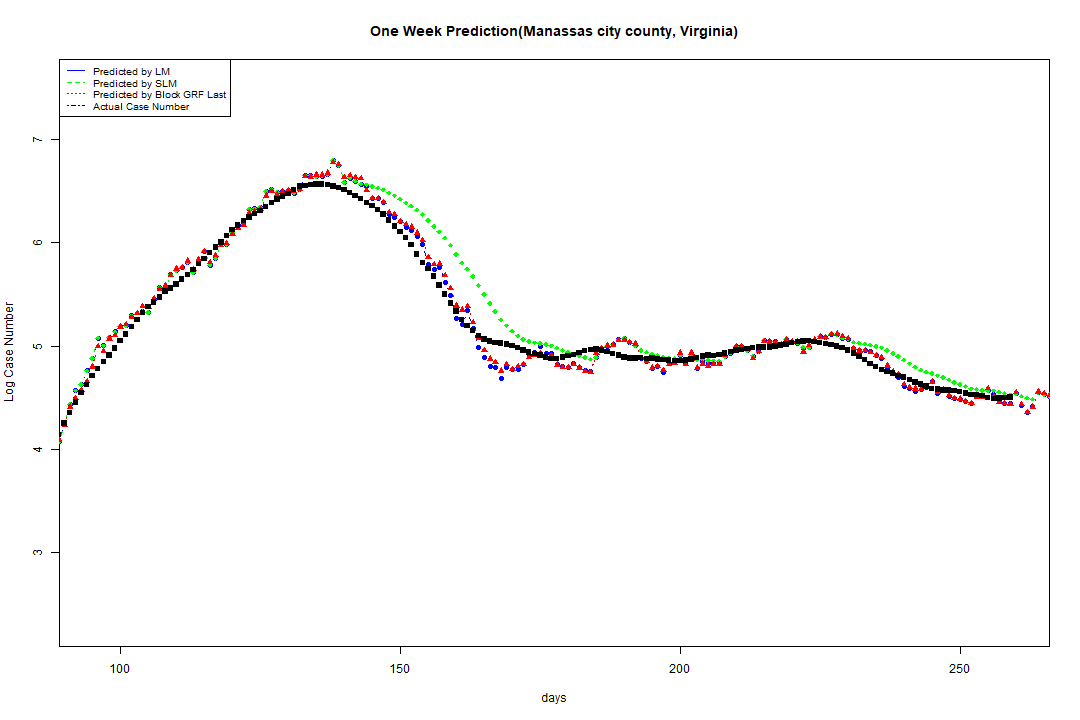 One Week Prediction(Manassas city county, Virginia)
Predicted by LM
Predicted by SLM
Predicted by Block GRF Last
Actual Case Number
7
6
5
4
3
Log Case Number
100 150 200 250
days